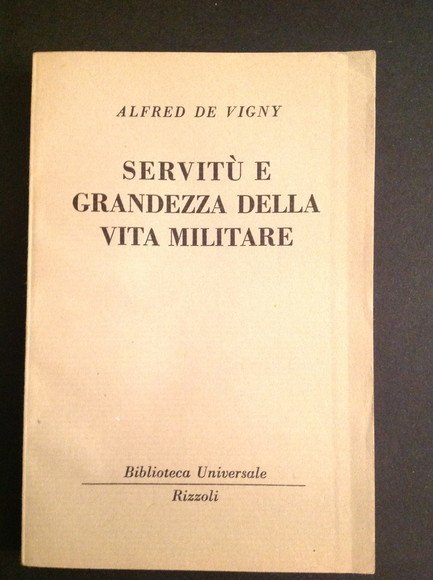 ALFRED DE VIGNY
SERVITÙ E
GRANDEZZA DELLA
VITA MILITARE
Biblioteca Universale
Rizzoli